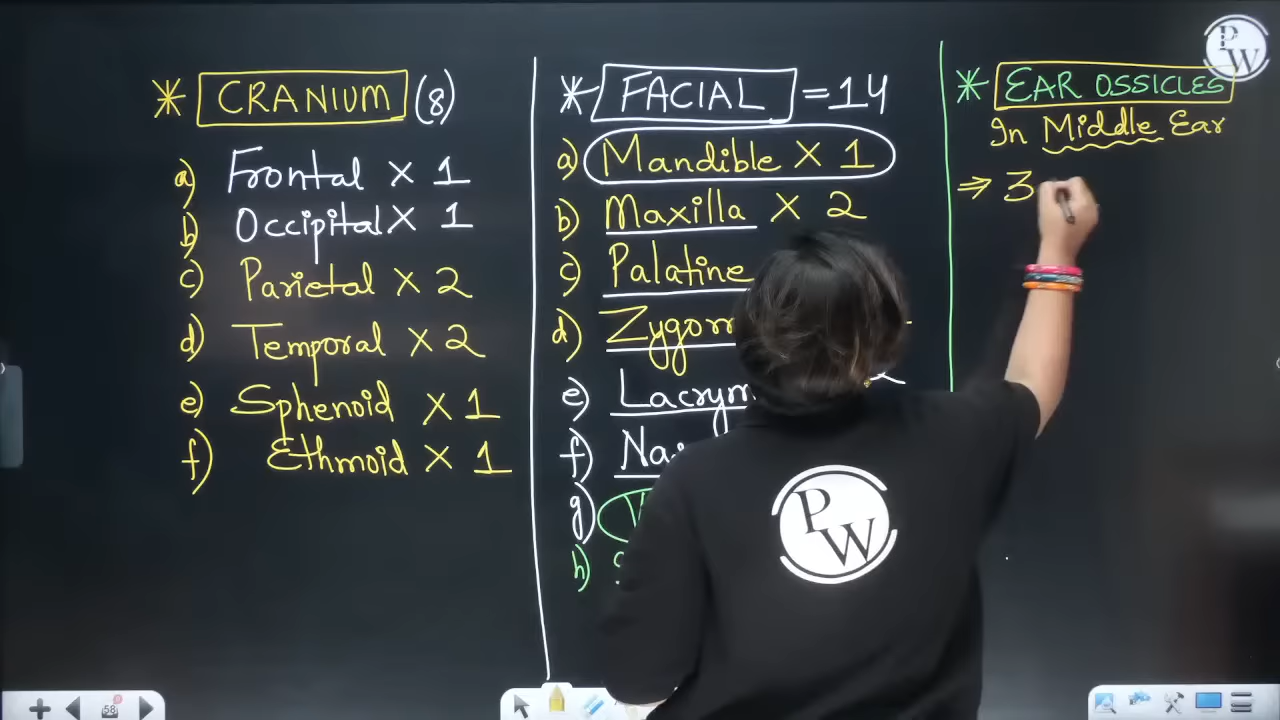 * CRANIUM (8)
a) Frontal X 1
b) Occipital X 1
c) Parietal X 2
d) Temporal X 2
e) Sphenoid X 1
f) Ethmoid X 1
* FACIAL = 14
a) Mandible X 1
b) Maxilla X 2
c) Palatine
d) Zygom
e) Lacrym
f) Na
g)
h)
* EAR OSSICLES
In Middle Ear
⇒ 3
PW
PW
58